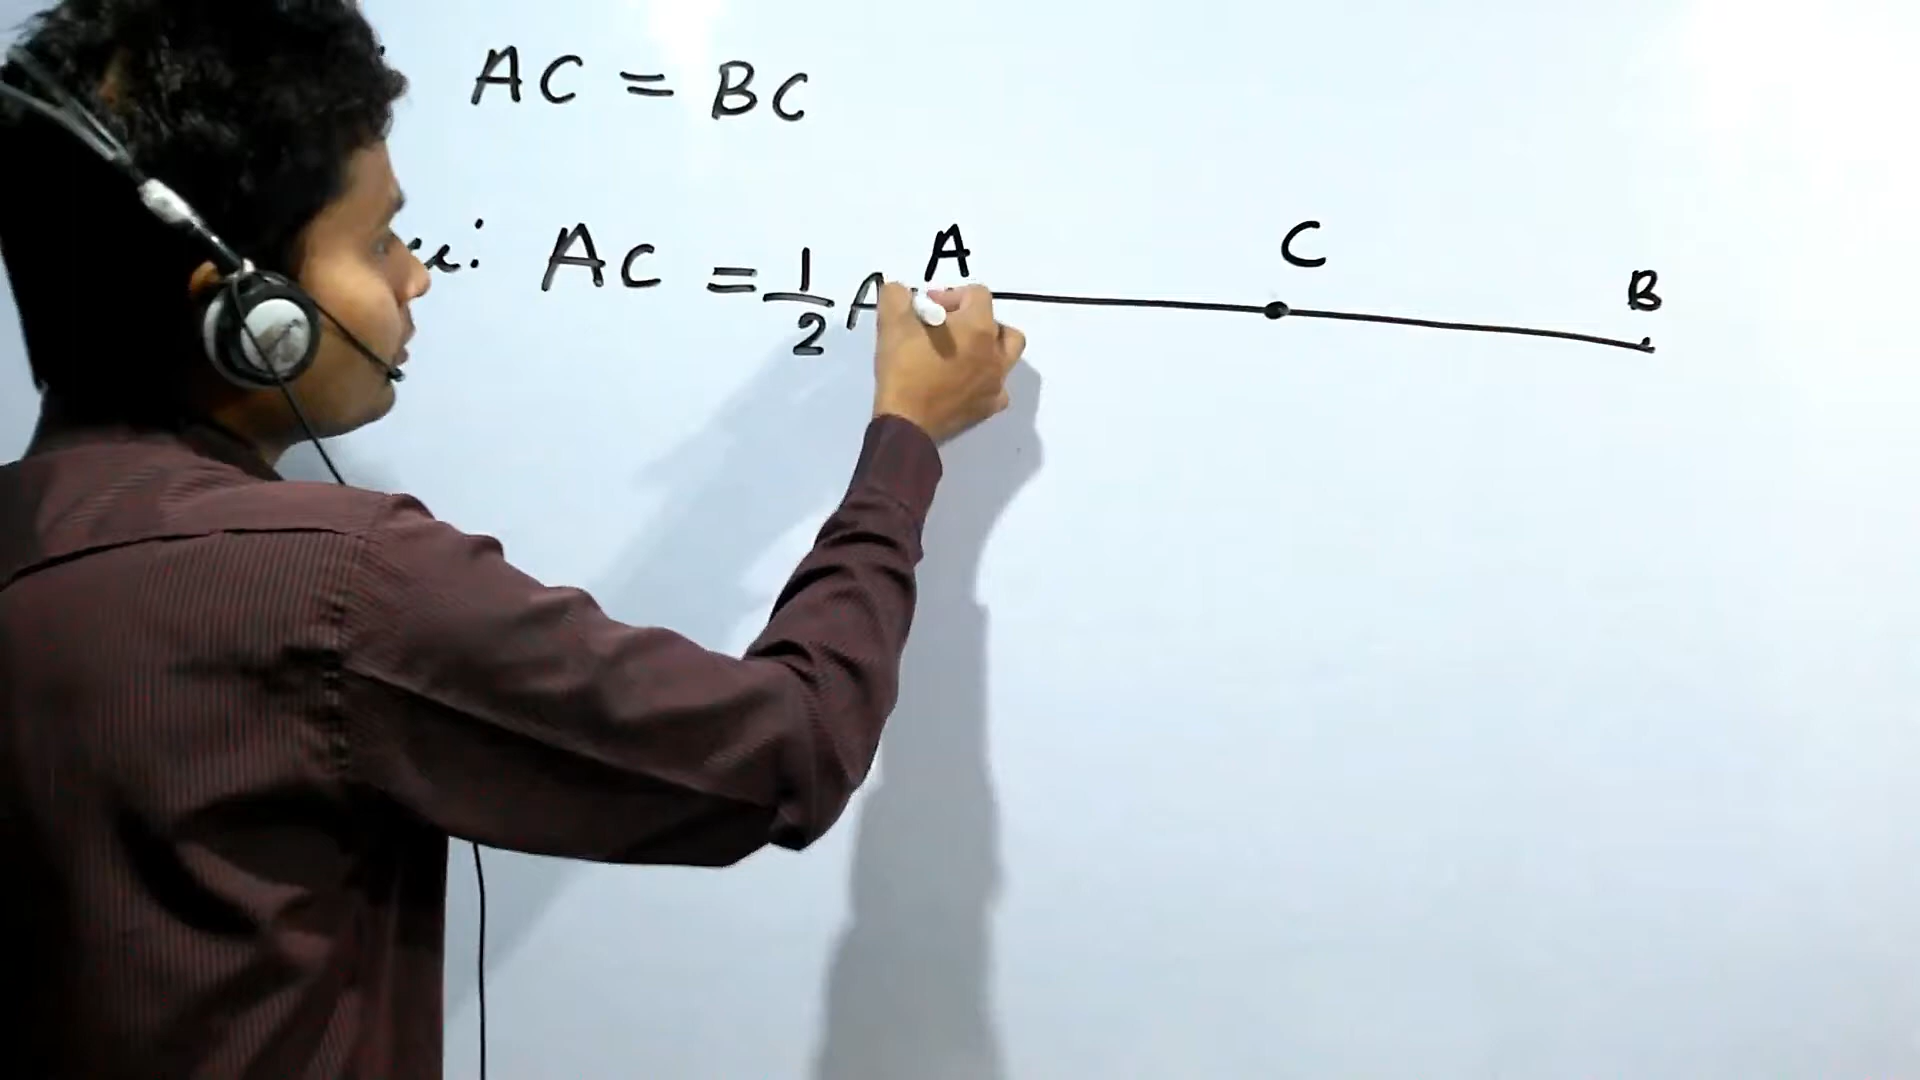 AC = BC
: AC = 1/2 A
A C B